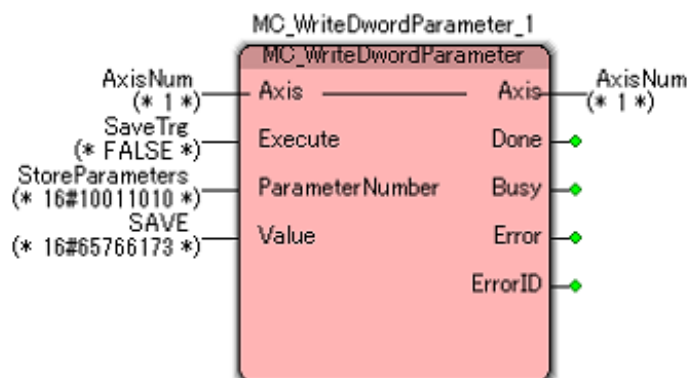 MC_WriteDwordParameter_1
MC_WriteDwordParameter
AxisNum
(* 1 *)
Axis
Axis
AxisNum
(* 1 *)
SaveTrg
(* FALSE *)
Execute
Done
StoreParameters
(* 16#10011010 *)
ParameterNumber
Busy
SAVE
(* 16#65766173 *)
Value
Error
ErrorID